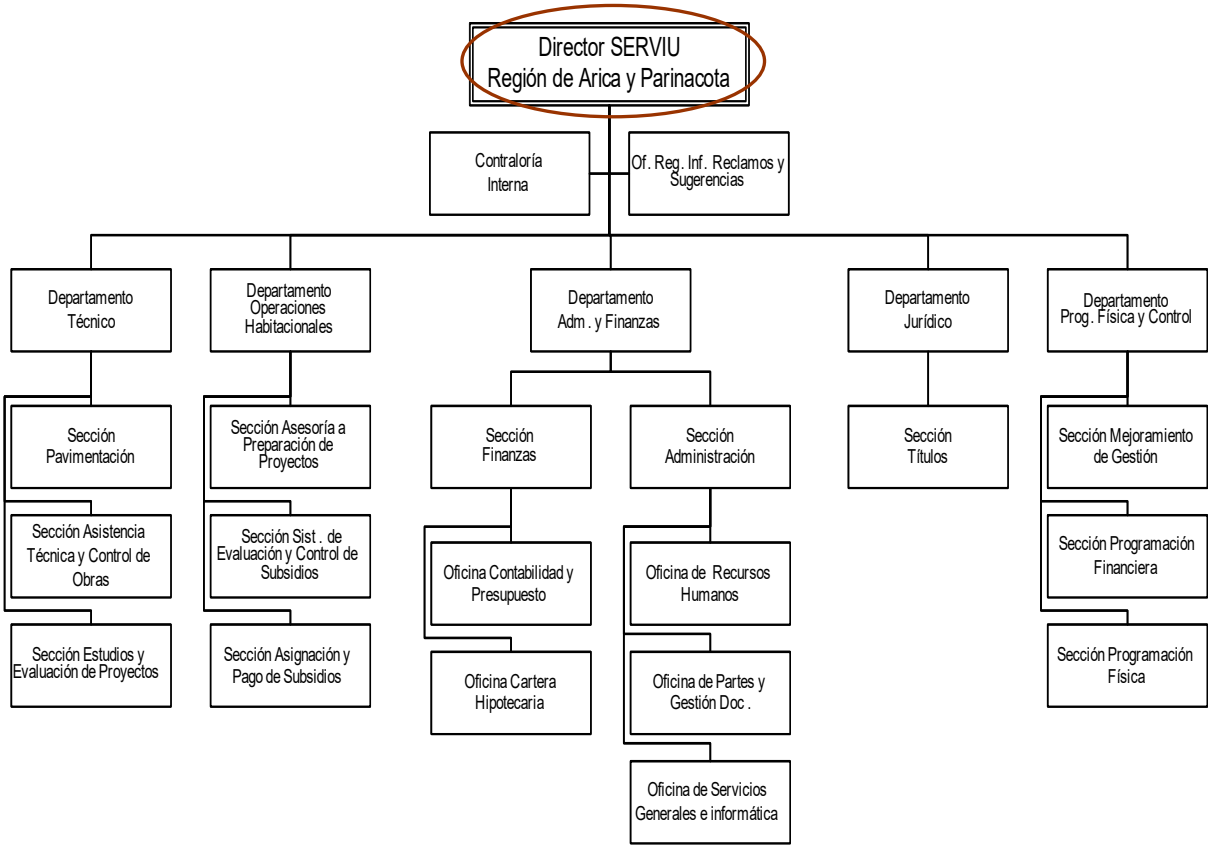 Director SERVIU
Región de Arica y Parinacota
Contraloría
Interna
Of. Reg. Inf. Reclamos y
Sugerencias
Departamento
Técnico
Departamento
Operaciones
Habitacionales
Departamento
Adm. y Finanzas
Departamento
Jurídico
Departamento
Prog. Física y Control
Sección
Pavimentación
Sección Asesoría a
Preparación de
Proyectos
Sección
Finanzas
Sección
Administración
Sección
Títulos
Sección Mejoramiento
de Gestión
Sección Asistencia
Técnica y Control de
Obras
Sección Sist. de
Evaluación y Control de
Subsidios
Oficina Contabilidad y
Presupuesto
Oficina de Recursos
Humanos
Sección Programación
Financiera
Sección Estudios y
Evaluación de Proyectos
Sección Asignación y
Pago de Subsidios
Oficina Cartera
Hipotecaria
Oficina de Partes y
Gestión Doc.
Sección Programación
Física
Oficina de Servicios
Generales e informática